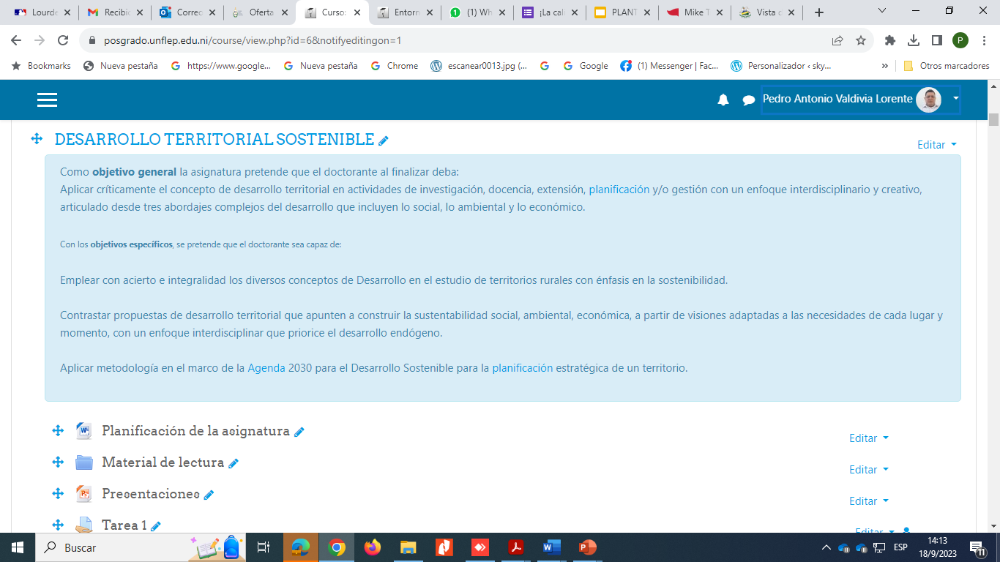 Lourde
Recibic
Correc
Oferta
Curso:
Entorn
(1) Wh
¡La cali
PLANT
Mike T
Vista c
posgrado.unflep.edu.ni/course/view.php?id=6&notifyeditingon=1
P
Bookmarks
Nueva pestaña
https://www.google...
Nueva pestaña
Chrome
escanear0013.jpg (...
Google
(1) Messenger | Fac...
Personalizador ‹ sky...
»
Otros marcadores
Pedro Antonio Valdivia Lorente
DESARROLLO TERRITORIAL SOSTENIBLE
Editar
Como objetivo general la asignatura pretende que el doctorante al finalizar deba:
Aplicar críticamente el concepto de desarrollo territorial en actividades de investigación, docencia, extensión, planificación y/o gestión con un enfoque interdisciplinario y creativo,
articulado desde tres abordajes complejos del desarrollo que incluyen lo social, lo ambiental y lo económico.
Con los objetivos específicos, se pretende que el doctorante sea capaz de:
Emplear con acierto e integralidad los diversos conceptos de Desarrollo en el estudio de territorios rurales con énfasis en la sostenibilidad.
Contrastar propuestas de desarrollo territorial que apunten a construir la sustentabilidad social, ambiental, económica, a partir de visiones adaptadas a las necesidades de cada lugar y
momento, con un enfoque interdisciplinar que priorice el desarrollo endógeno.
Aplicar metodología en el marco de la Agenda 2030 para el Desarrollo Sostenible para la planificación estratégica de un territorio.
Planificación de la asignatura
Editar
Material de lectura
Editar
Presentaciones
Editar
Tarea 1
Editar
Buscar
ESP
14:13
18/9/2023
11